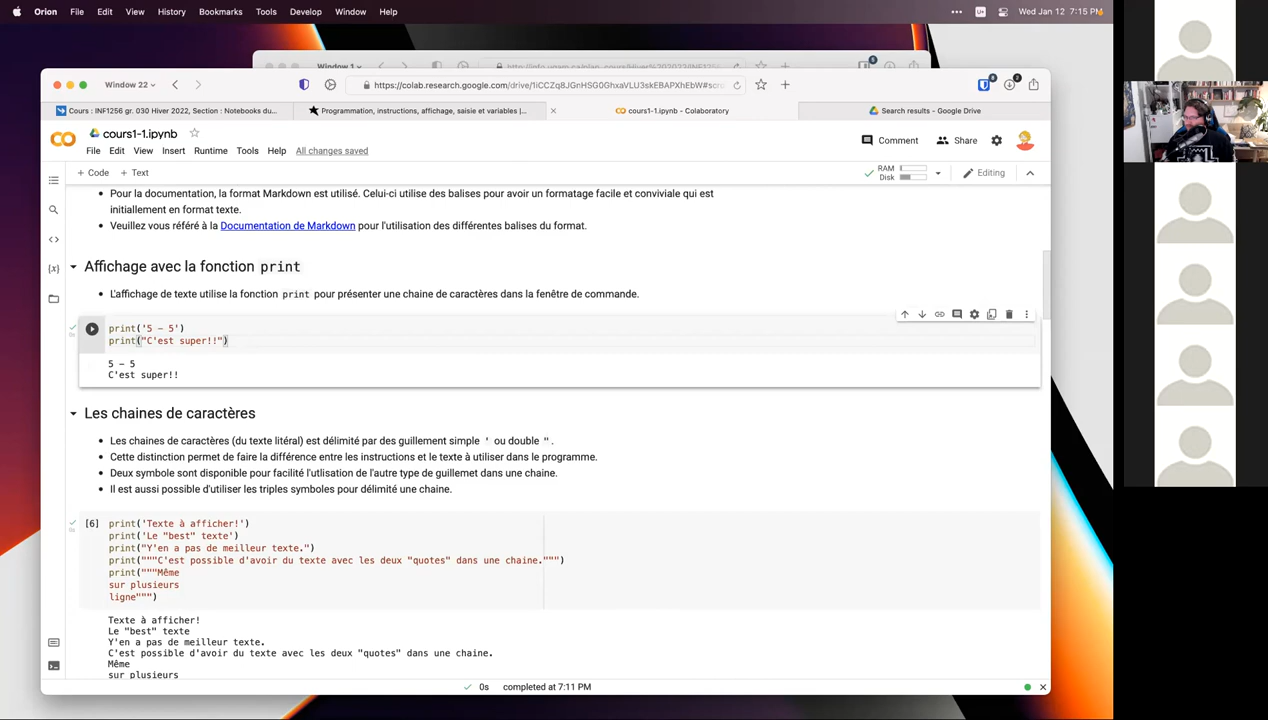 Orion File Edit View History Bookmarks Tools Develop Window Help
Wed Jan 12 7:15 PM
Window 1
Window 22
https://colab.research.google.com/drive/1iCCZq8JGnHSG0GhxaVLU3skEBAPXhEbW#scr
Cours : INF1256 gr. 030 Hiver 2022, Section : Notebooks du...
Programmation, instructions, affichage, saisie et variables |...
cours1-1.ipynb - Colaboratory
Search results - Google Drive
cours1-1.ipynb
Comment Share
File Edit View Insert Runtime Tools Help All changes saved
+ Code + Text
RAM
Disk
Editing
• Pour la documentation, la format Markdown est utilisé. Celui-ci utilise des balises pour avoir un formatage facile et conviviale qui est
initiallement en format texte.
• Veuillez vous référé à la Documentation de Markdown pour l'utilisation des différentes balises du format.
Affichage avec la fonction print
• L'affichage de texte utilise la fonction print pour présenter une chaine de caractères dans la fenêtre de commande.
print('5 - 5')
print("C'est super!!")
5 - 5
C'est super!!
Les chaines de caractères
• Les chaines de caractères (du texte litéral) est délimité par des guillement simple ' ou double ".
• Cette distinction permet de faire la différence entre les instructions et le texte à utiliser dans le programme.
• Deux symbole sont disponible pour facilité l'utlisation de l'autre type de guillemet dans une chaine.
• Il est aussi possible d'utiliser les triples symboles pour délimité une chaine.
[6] print('Texte à afficher!')
print('Le "best" texte')
print("Y'en a pas de meilleur texte.")
print("""C'est possible d'avoir du texte avec les deux "quotes" dans une chaine.""")
print("""Même
sur plusieurs
ligne""")
Texte à afficher!
Le "best" texte
Y'en a pas de meilleur texte.
C'est possible d'avoir du texte avec les deux "quotes" dans une chaine.
Même
sur plusieurs
0s completed at 7:11 PM